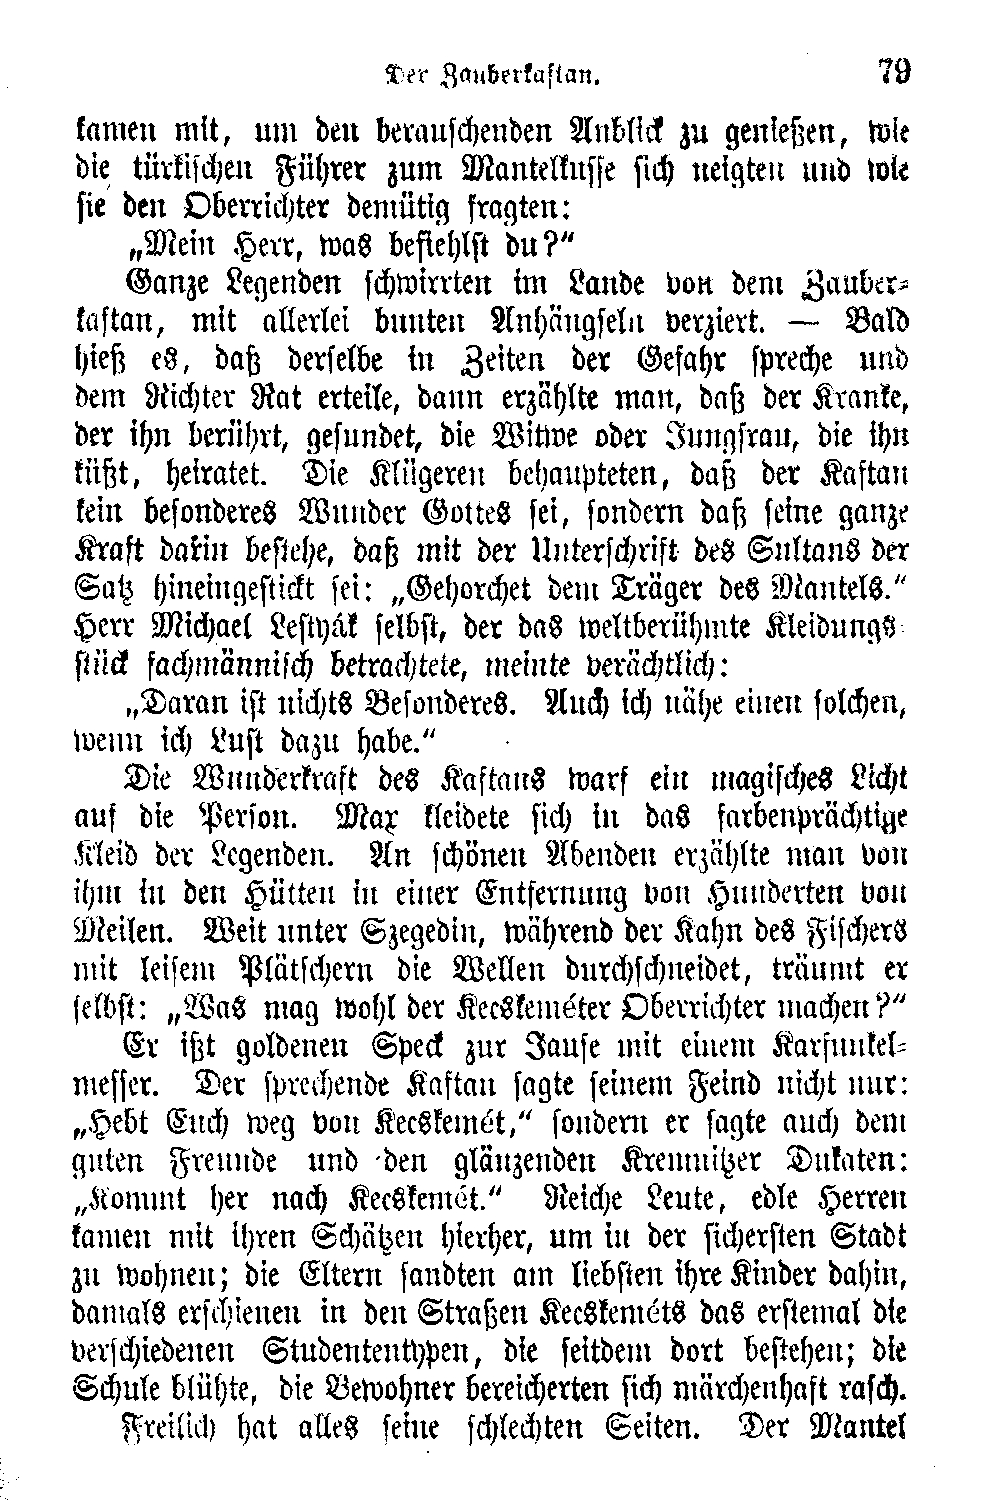 Der Zauberkaftan. 79
kamen mit, um den berauschenden Anblick zu genießen, wie
die türkischen Führer zum Mantelkusse sich neigten und wie
sie den Oberrichter demütig fragten:
„Mein Herr, was befiehlst du?“
Ganze Legenden schwirrten im Lande von dem Zauber-
kaftan, mit allerlei bunten Anhängseln verziert. — Bald
hieß es, daß derselbe in Zeiten der Gefahr spreche und
dem Richter Rat erteile, dann erzählte man, daß der Kranke,
der ihn berührt, gesundet, die Witwe oder Jungfrau, die ihn
küßt, heiratet. Die Klügeren behaupteten, daß der Kaftan
kein besonderes Wunder Gottes sei, sondern daß seine ganze
Kraft darin bestehe, daß mit der Unterschrift des Sultans der
Satz hineingestickt sei: „Gehorchet dem Träger des Mantels.“
Herr Michael Lestyák selbst, der das weltberühmte Kleidungs-
stück fachmännisch betrachtete, meinte verächtlich:
„Daran ist nichts Besonderes. Auch ich nähe einen solchen,
wenn ich Lust dazu habe.“
Die Wunderkraft des Kaftans warf ein magisches Licht
auf die Person. Max kleidete sich in das farbenprächtige
Kleid der Legenden. An schönen Abenden erzählte man von
ihm in den Hütten in einer Entfernung von Hunderten von
Meilen. Weit unter Szegedin, während der Kahn des Fischers
mit leisem Plätschern die Wellen durchschneidet, träumt er
selbst: „Was mag wohl der Kecskeméter Oberrichter machen?“
Er ißt goldenen Speck zur Jause mit einem Karfunkel-
messer. Der sprechende Kaftan sagte seinem Feind nicht nur:
„Hebt Euch weg von Kecskemét,“ sondern er sagte auch dem
guten Freunde und den glänzenden Kremnitzer Dukaten:
„Kommt her nach Kecskemét.“ Reiche Leute, edle Herren
kamen mit ihren Schätzen hierher, um in der sichersten Stadt
zu wohnen; die Eltern sandten am liebsten ihre Kinder dahin,
damals erschienen in den Straßen Kecskeméts das erstemal die
verschiedenen Studententypen, die seitdem dort bestehen; die
Schule blühte, die Bewohner bereicherten sich märchenhaft rasch.
Freilich hat alles seine schlechten Seiten. Der Mantel